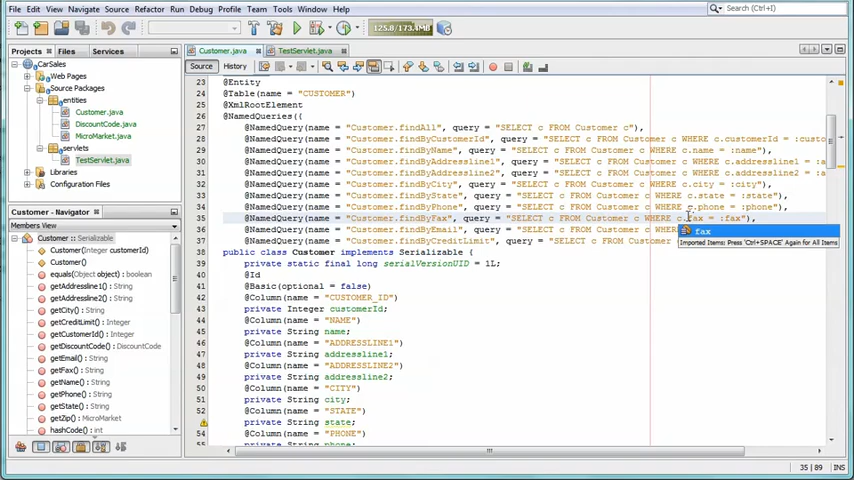 File Edit View Navigate Source Refactor Run Debug Profile Team Tools Window Help
Search (Ctrl+I)
125.8/173.4MB
Projects Files Services
Customer.java TestServlet.java
Source History
CarSales
Web Pages
Source Packages
entities
Customer.java
DiscountCode.java
MicroMarket.java
servlets
TestServlet.java
Libraries
Configuration Files
Customer - Navigator
Members View
Customer :: Serializable
Customer(Integer customerId)
Customer()
equals(Object object) : boolean
getAddressline1() : String
getAddressline2() : String
getCity() : String
getCreditLimit() : Integer
getCustomerId() : Integer
getDiscountCode() : DiscountCode
getEmail() : String
getFax() : String
getName() : String
getPhone() : String
getState() : String
getZip() : MicroMarket
hashCode() : int
23 @Entity
24 @Table(name = "CUSTOMER")
25 @XmlRootElement
26 @NamedQueries({
27 @NamedQuery(name = "Customer.findAll", query = "SELECT c FROM Customer c"),
28 @NamedQuery(name = "Customer.findByCustomerId", query = "SELECT c FROM Customer c WHERE c.customerId = :custo
29 @NamedQuery(name = "Customer.findByName", query = "SELECT c FROM Customer c WHERE c.name = :name"),
30 @NamedQuery(name = "Customer.findByAddressline1", query = "SELECT c FROM Customer c WHERE c.addressline1 = :a
31 @NamedQuery(name = "Customer.findByAddressline2", query = "SELECT c FROM Customer c WHERE c.addressline2 = :a
32 @NamedQuery(name = "Customer.findByCity", query = "SELECT c FROM Customer c WHERE c.city = :city"),
33 @NamedQuery(name = "Customer.findByState", query = "SELECT c FROM Customer c WHERE c.state = :state"),
34 @NamedQuery(name = "Customer.findByPhone", query = "SELECT c FROM Customer c WHERE c.phone = :phone"),
35 @NamedQuery(name = "Customer.findByFax", query = "SELECT c FROM Customer c WHERE c.fax = :fax"),
36 @NamedQuery(name = "Customer.findByEmail", query = "SELECT c FROM Customer c WHERE
37 @NamedQuery(name = "Customer.findByCreditLimit", query = "SELECT c FROM Customer
fax
Imported Items: Press 'Ctrl+SPACE' Again for All Items
38 public class Customer implements Serializable {
39 private static final long serialVersionUID = 1L;
40 @Id
41 @Basic(optional = false)
42 @Column(name = "CUSTOMER_ID")
43 private Integer customerId;
44 @Column(name = "NAME")
45 private String name;
46 @Column(name = "ADDRESSLINE1")
47 private String addressline1;
48 @Column(name = "ADDRESSLINE2")
49 private String addressline2;
50 @Column(name = "CITY")
51 private String city;
52 @Column(name = "STATE")
private String state;
54 @Column(name = "PHONE")
private String phone;
35 | 89 INS